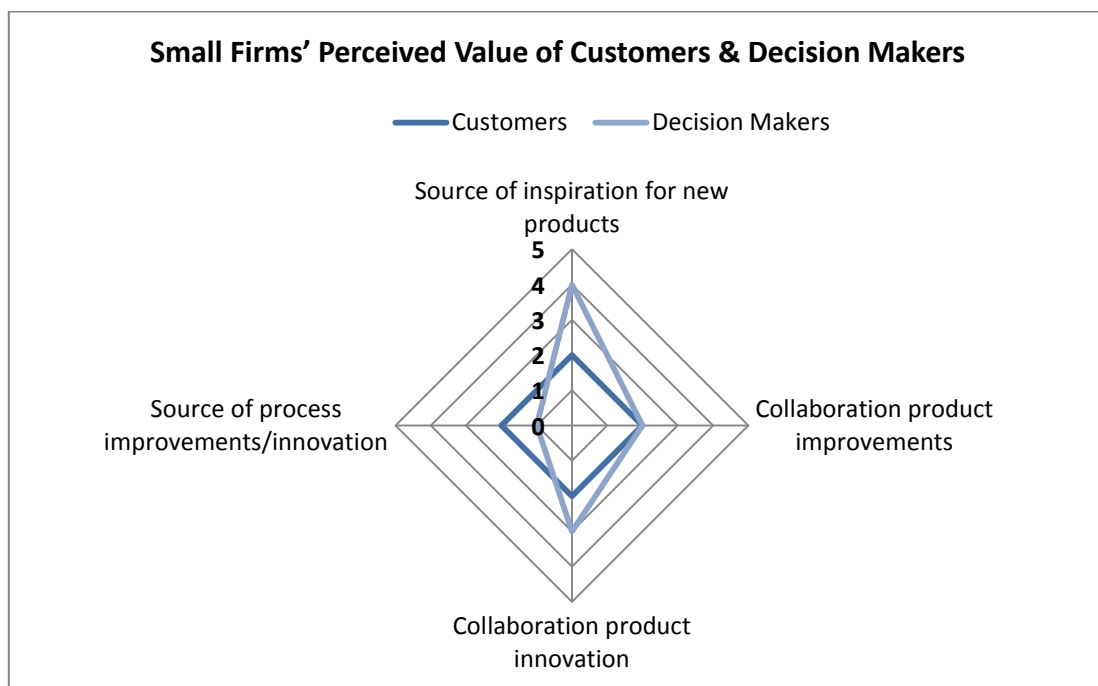 Small Firms’ Perceived Value of Customers & Decision Makers
Customers
Decision Makers
Source of inspiration for new
products
5
4
3
2
1
0
Source of process
improvements/innovation
Collaboration product
improvements
Collaboration product
innovation